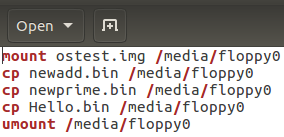 Open
mount ostest.img /media/floppy0
cp newadd.bin /media/floppy0
cp newprime.bin /media/floppy0
cp Hello.bin /media/floppy0
umount /media/floppy0